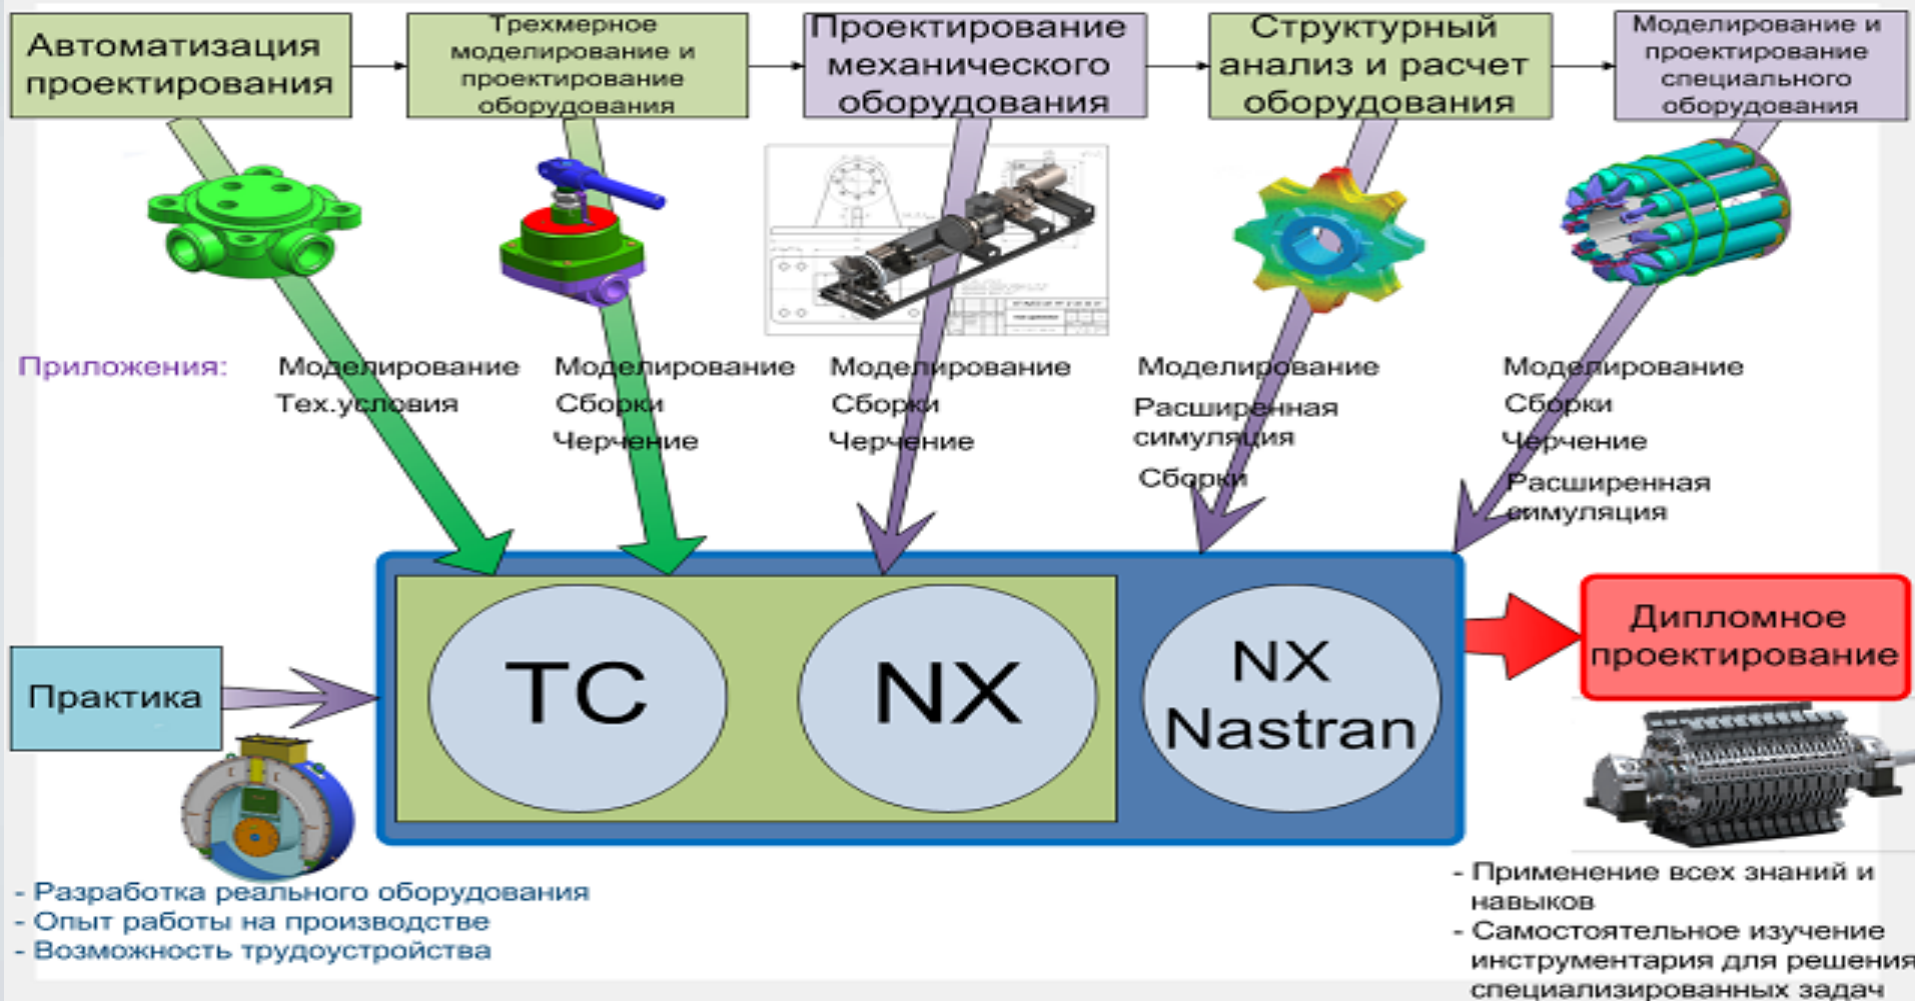 Автоматизация
проектирования
Трехмерное
моделирование и
проектирование
оборудования
Проектирование
механического
оборудования
Структурный
анализ и расчет
оборудования
Моделирование и
проектирование
специального
оборудования
Приложения:
Моделирование
Тех.условия
Моделирование
Сборки
Черчение
Моделирование
Сборки
Черчение
Моделирование
Расширенная
симуляция
Сборки
Моделирование
Сборки
Черчение
Расширенная
симуляция
Практика
TC
NX
NX
Nastran
Дипломное
проектирование
- Разработка реального оборудования
- Опыт работы на производстве
- Возможность трудоустройства
- Применение всех знаний и
навыков
- Самостоятельное изучение
инструментария для решения
специализированных задач